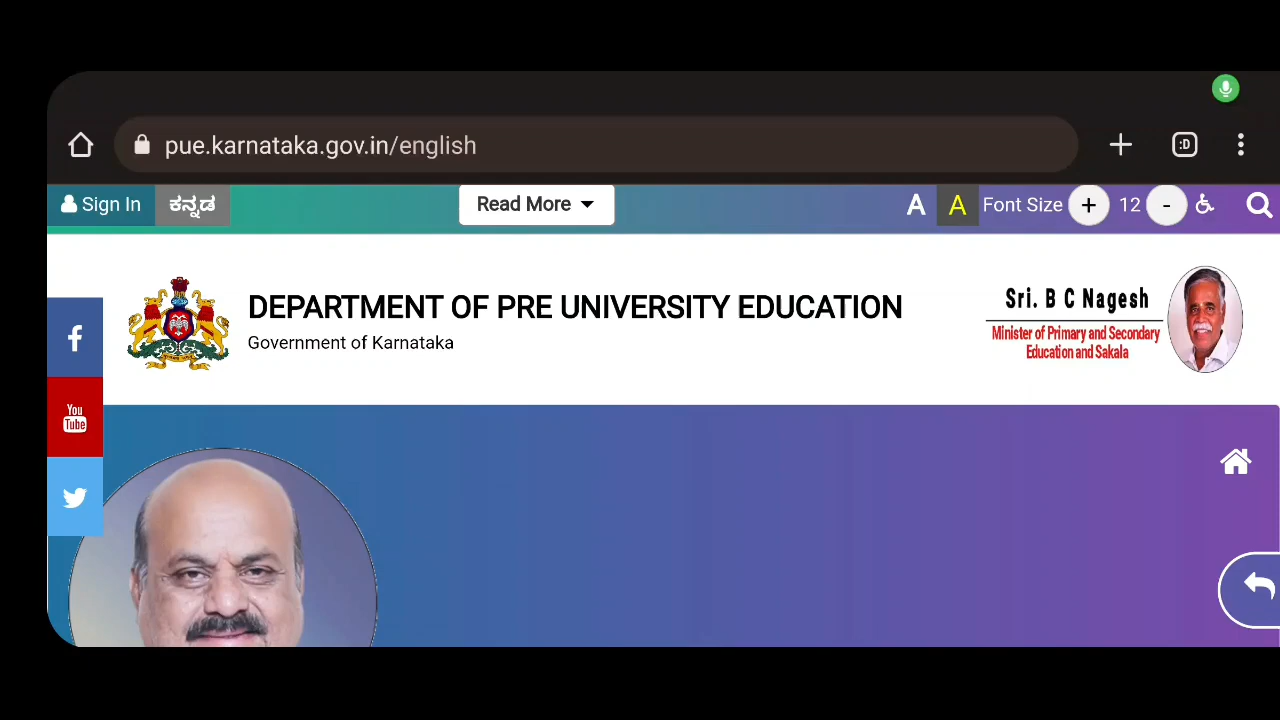 pue.karnataka.gov.in/english
:D
Sign In
ಕನ್ನಡ
Read More
A
A
Font Size + 12 -
DEPARTMENT OF PRE UNIVERSITY EDUCATION
Government of Karnataka
Sri. B C Nagesh
Minister of Primary and Secondary
Education and Sakala
f
You
Tube